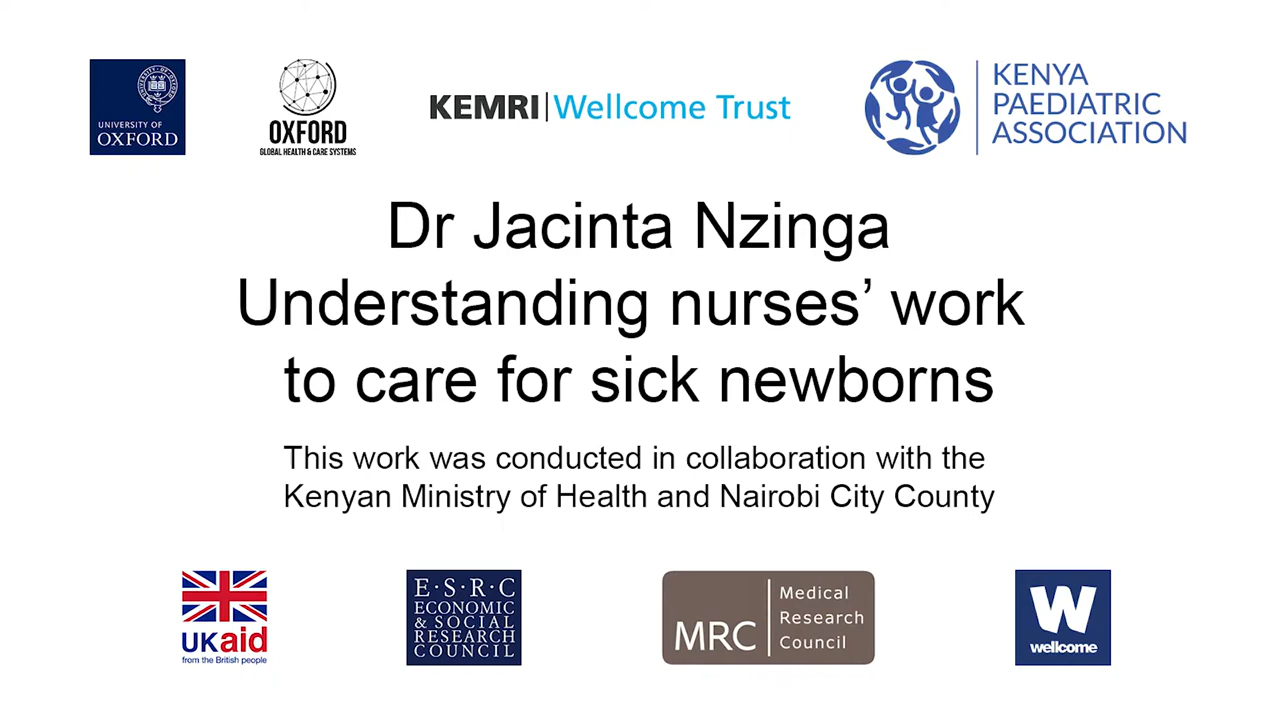 UNIVERSITY OF
OXFORD
OXFORD
GLOBAL HEALTH & CARE SYSTEMS
KEMRI|Wellcome Trust
KENYA
PAEDIATRIC
ASSOCIATION
Dr Jacinta Nzinga
Understanding nurses’ work
to care for sick newborns
This work was conducted in collaboration with the
Kenyan Ministry of Health and Nairobi City County
UKaid
from the British people
E·S·R·C
ECONOMIC
& SOCIAL
RESEARCH
COUNCIL
MRC
Medical
Research
Council
W
wellcome